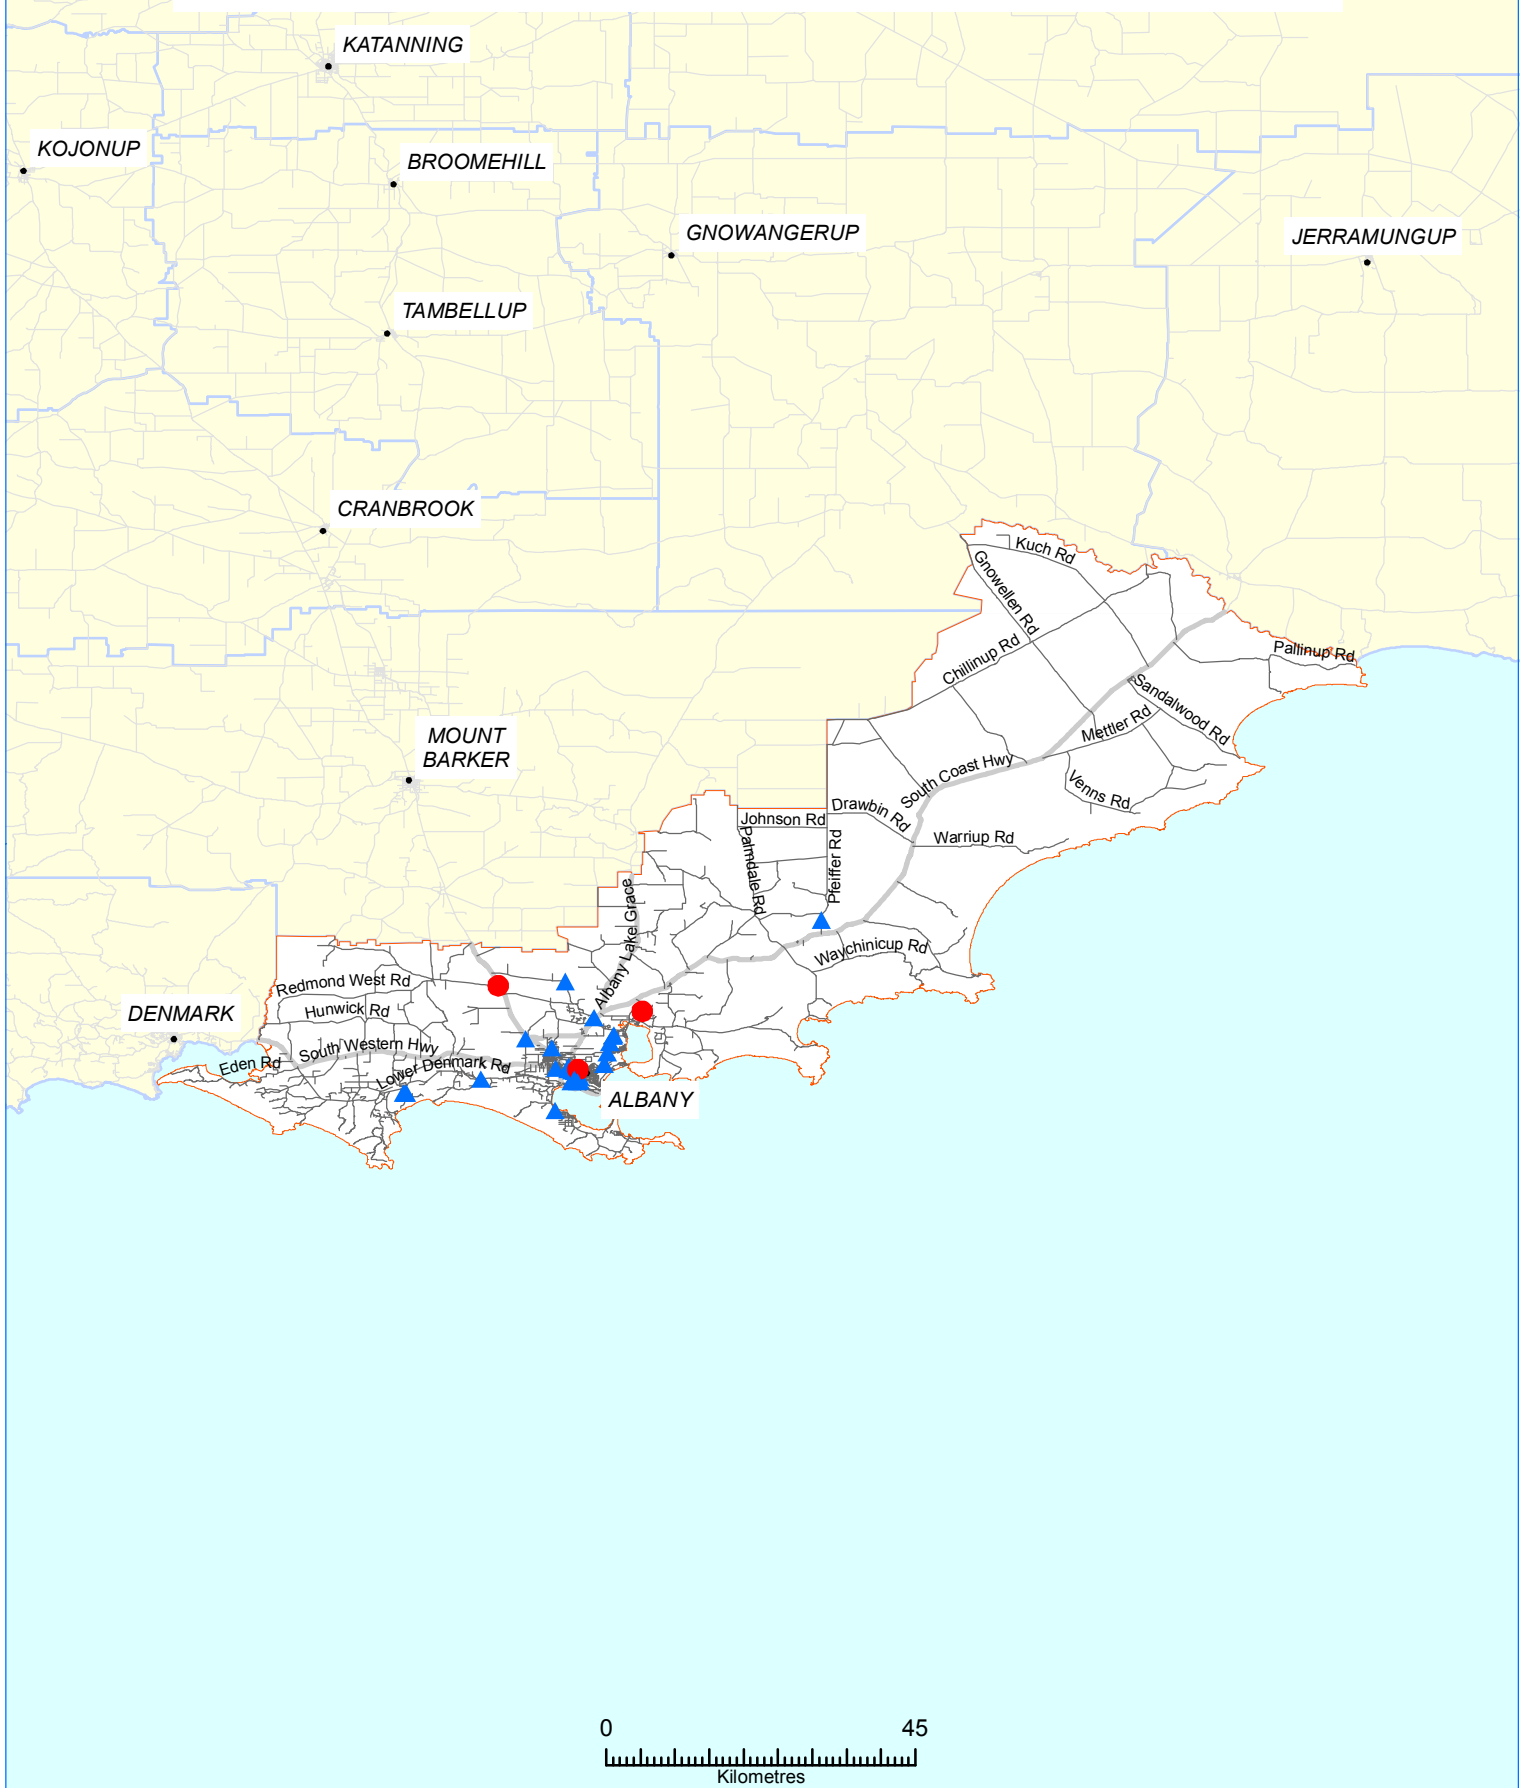 KATANNING
KOJONUP
BROOMEHILL
GNOWANGERUP
JERRAMUNGUP
TAMBELLUP
CRANBROOK
Kuch Rd
Gnowellen Rd
Chillinup Rd
Pallinup Rd
Sandalwood Rd
Mettler Rd
MOUNT
BARKER
South Coast Hwy
Venns Rd
Drawbin Rd
Johnson Rd
Warriup Rd
Palmdale Rd
Pfeiffer Rd
Albany Lake Grace
Waychinicup Rd
Redmond West Rd
Hunwick Rd
DENMARK
South Western Hwy
Eden Rd
Lower Denmark Rd
ALBANY
0 45
Kilometres